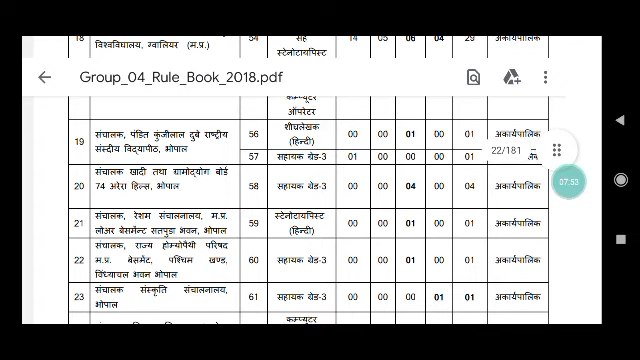 18 विश्वविघालय, ग्वालियर (म.प्र.) 54 सह 14 05 06 04 29 अकार्यपालिक
स्टेनोटायपिस्ट
Group_04_Rule_Book_2018.pdf
ऑपरेटर
19 संचालक, पंडित कुंजीलाल दुबे राष्ट्रीय संसदीय विद्यापीठ, भोपाल 56 शीघ्रलेखक (हिन्दी) 00 00 01 00 01 अकार्यपालिक
57 सहायक ग्रेड-3 01 00 00 00 01
22/181
20 संचालक खादी तथा ग्रामोद्योग बोर्ड 74 अरेरा हिल्स, भोपाल 58 सहायक ग्रेड-3 00 00 04 00 04 अकार्यपालिक
07:53
21 संचालक, रेशम संचालनालय, म.प्र. लोअर बेसमेन्ट सतपुडा भवन, भोपाल 59 स्टेनोटायपिस्ट (हिन्दी) 00 00 01 00 01 अकार्यपालिक
22 संचालक, राज्य होम्योपैथी परिषद म.प्र. बेसमेंट, पश्चिम खण्ड, विंध्याचल भवन भोपाल 60 सहायक ग्रेड-3 00 00 01 00 01 अकार्यपालिक
23 संचालक संस्कृति संचालनालय, भोपाल 61 सहायक ग्रेड-3 00 00 00 01 01 अकार्यपालिक
कम्प्यूटर